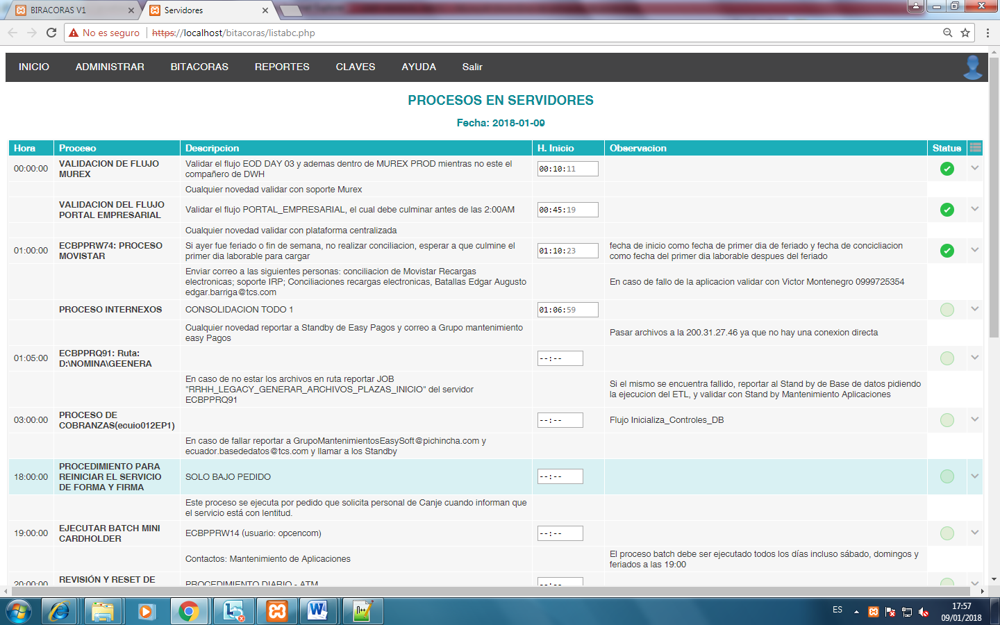 BIRACORAS V1
Servidores
No es seguro
https://localhost/bitacoras/listabc.php
INICIO ADMINISTRAR BITACORAS REPORTES CLAVES AYUDA Salir
PROCESOS EN SERVIDORES
Fecha: 2018-01-09
Hora Proceso Descripcion H. Inicio Observacion Status
00:00:00
VALIDACION DE FLUJO
MUREX
Validar el flujo EOD DAY 03 y ademas dentro de MUREX PROD mientras no este el
compañero de DWH
00:10:11
Cualquier novedad validar con soporte Murex
VALIDACION DEL FLUJO
PORTAL EMPRESARIAL
Validar el flujo PORTAL_EMPRESARIAL, el cual debe culminar antes de las 2:00AM
00:45:19
Cualquier novedad validar con plataforma centralizada
01:00:00
ECBPPRW74: PROCESO
MOVISTAR
Si ayer fue feriado o fin de semana, no realizar conciliacion, esperar a que culmine el
primer dia laborable para cargar
01:10:23
fecha de inicio como fecha de primer dia de feriado y fecha de concicliacion
como fecha del primer dia laborable despues del feriado
Enviar correo a las siguientes personas: conciliacion de Movistar Recargas
electronicas; soporte IRP; Conciliaciones recargas electronicas, Batallas Edgar Augusto
edgar.barriga@tcs.com
En caso de fallo de la aplicacion validar con Victor Montenegro 0999725354
PROCESO INTERNEXOS
CONSOLIDACION TODO 1
01:06:59
Cualquier novedad reportar a Standby de Easy Pagos y correo a Grupo mantenimiento
easy Pagos
Pasar archivos a la 200.31.27.46 ya que no hay una conexion directa
01:05:00
ECBPPRQ91: Ruta:
D:\NOMINA\GEENERA
--:--
En caso de no estar los archivos en ruta reportar JOB
"RRHH_LEGACY_GENERAR_ARCHIVOS_PLAZAS_INICIO" del servidor
ECBPPRQ91
Si el mismo se encuentra fallido, reportar al Stand by de Base de datos pidiendo
la ejecucion del ETL, y validar con Stand by Mantenimiento Aplicaciones
03:00:00
PROCESO DE
COBRANZAS(ecuio012EP1)
--:--
Flujo Inicializa_Controles_DB
En caso de fallar reportar a GrupoMantenimientosEasySoft@pichincha.com y
ecuador.basededatos@tcs.com y llamar a los Standby
18:00:00
PROCEDIMIENTO PARA
REINICIAR EL SERVICIO
DE FORMA Y FIRMA
SOLO BAJO PEDIDO
--:--
Este proceso se ejecuta por pedido que solicita personal de Canje cuando informan que
el servicio está con lentitud.
19:00:00
EJECUTAR BATCH MINI
CARDHOLDER
ECBPPRW14 (usuario: opcencom)
--:--
Contactos: Mantenimiento de Aplicaciones
El proceso batch debe ser ejecutado todos los días incluso sábado, domingos y
feriados a las 19:00
20:00:00
REVISIÓN Y RESET DE
PROCEDIMIENTO DIARIO - ATM
--:--
ES
17:57
09/01/2018